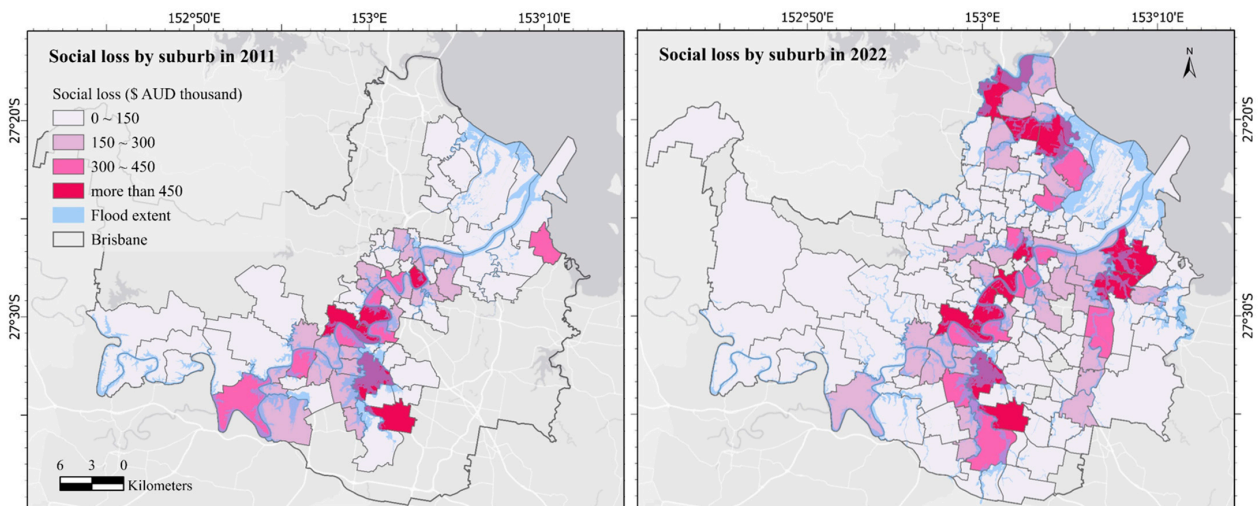 152°50'E 153°E 153°10'E
152°50'E 153°E 153°10'E
Social loss by suburb in 2011
Social loss ($ AUD thousand)
0 ~ 150
150 ~ 300
300 ~ 450
more than 450
Flood extent
Brisbane
27°20'S
27°30'S
6 3 0
Kilometers
Social loss by suburb in 2022
N
27°20'S
27°30'S